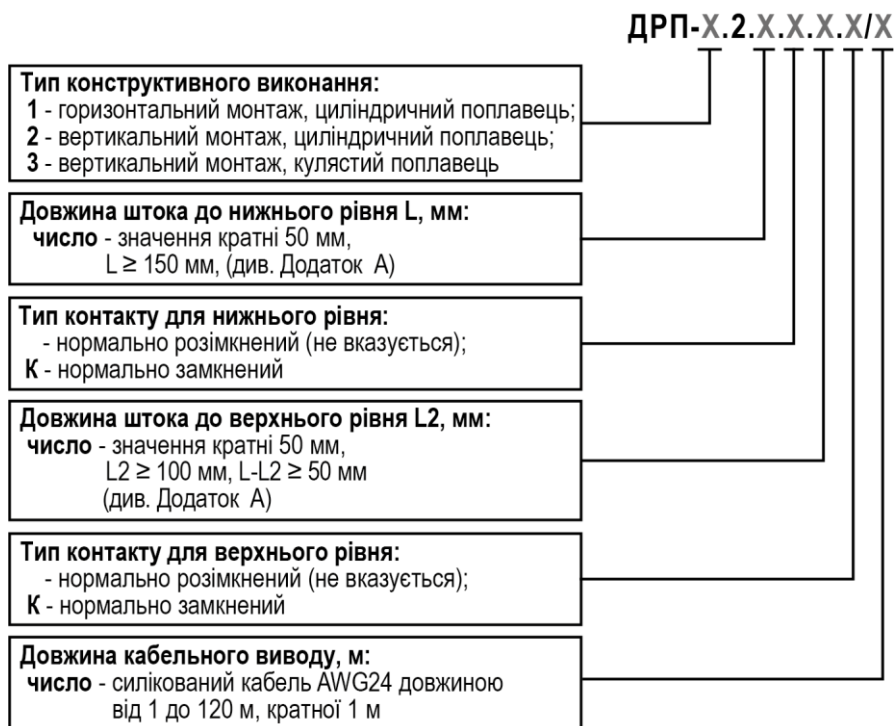 ДРП-Х.2.Х.Х.Х.Х/Х
Тип конструктивного виконання:
1 - горизонтальний монтаж, циліндричний поплавець;
2 - вертикальний монтаж, циліндричний поплавець;
3 - вертикальний монтаж, кулястий поплавець
Довжина штока до нижнього рівня L, мм:
число - значення кратні 50 мм,
L ≥ 150 мм, (див. Додаток А)
Тип контакту для нижнього рівня:
- нормально розімкнений (не вказується);
К - нормально замкнений
Довжина штока до верхнього рівня L2, мм:
число - значення кратні 50 мм,
L2 ≥ 100 мм, L-L2 ≥ 50 мм
(див. Додаток А)
Тип контакту для верхнього рівня:
- нормально розімкнений (не вказується);
К - нормально замкнений
Довжина кабельного виводу, м:
число - силікований кабель AWG24 довжиною
від 1 до 120 м, кратної 1 м